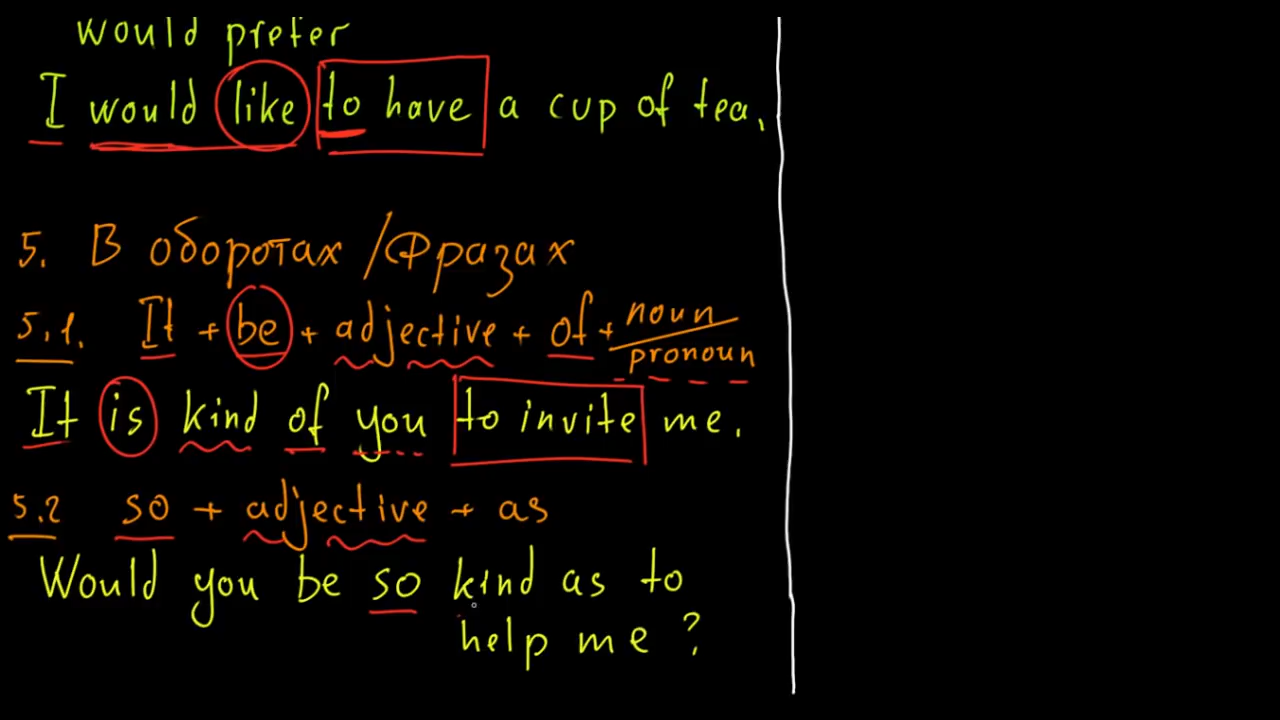 would prefer
I would like to have a cup of tea.
5. В оборотах / Фразах
5.1. It + be + adjective + of + noun / pronoun
It is kind of you to invite me.
5.2 so + adjective + as
Would you be so kind as to
help me ?